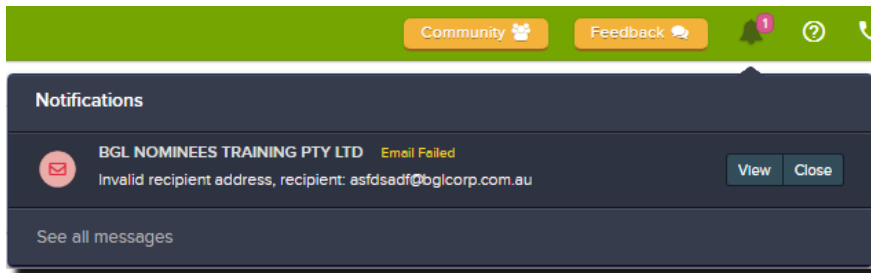 Community
Feedback
1
Notifications
BGL NOMINEES TRAINING PTY LTD Email Failed
Invalid recipient address, recipient: asfdsadf@bglcorp.com.au
View Close
See all messages